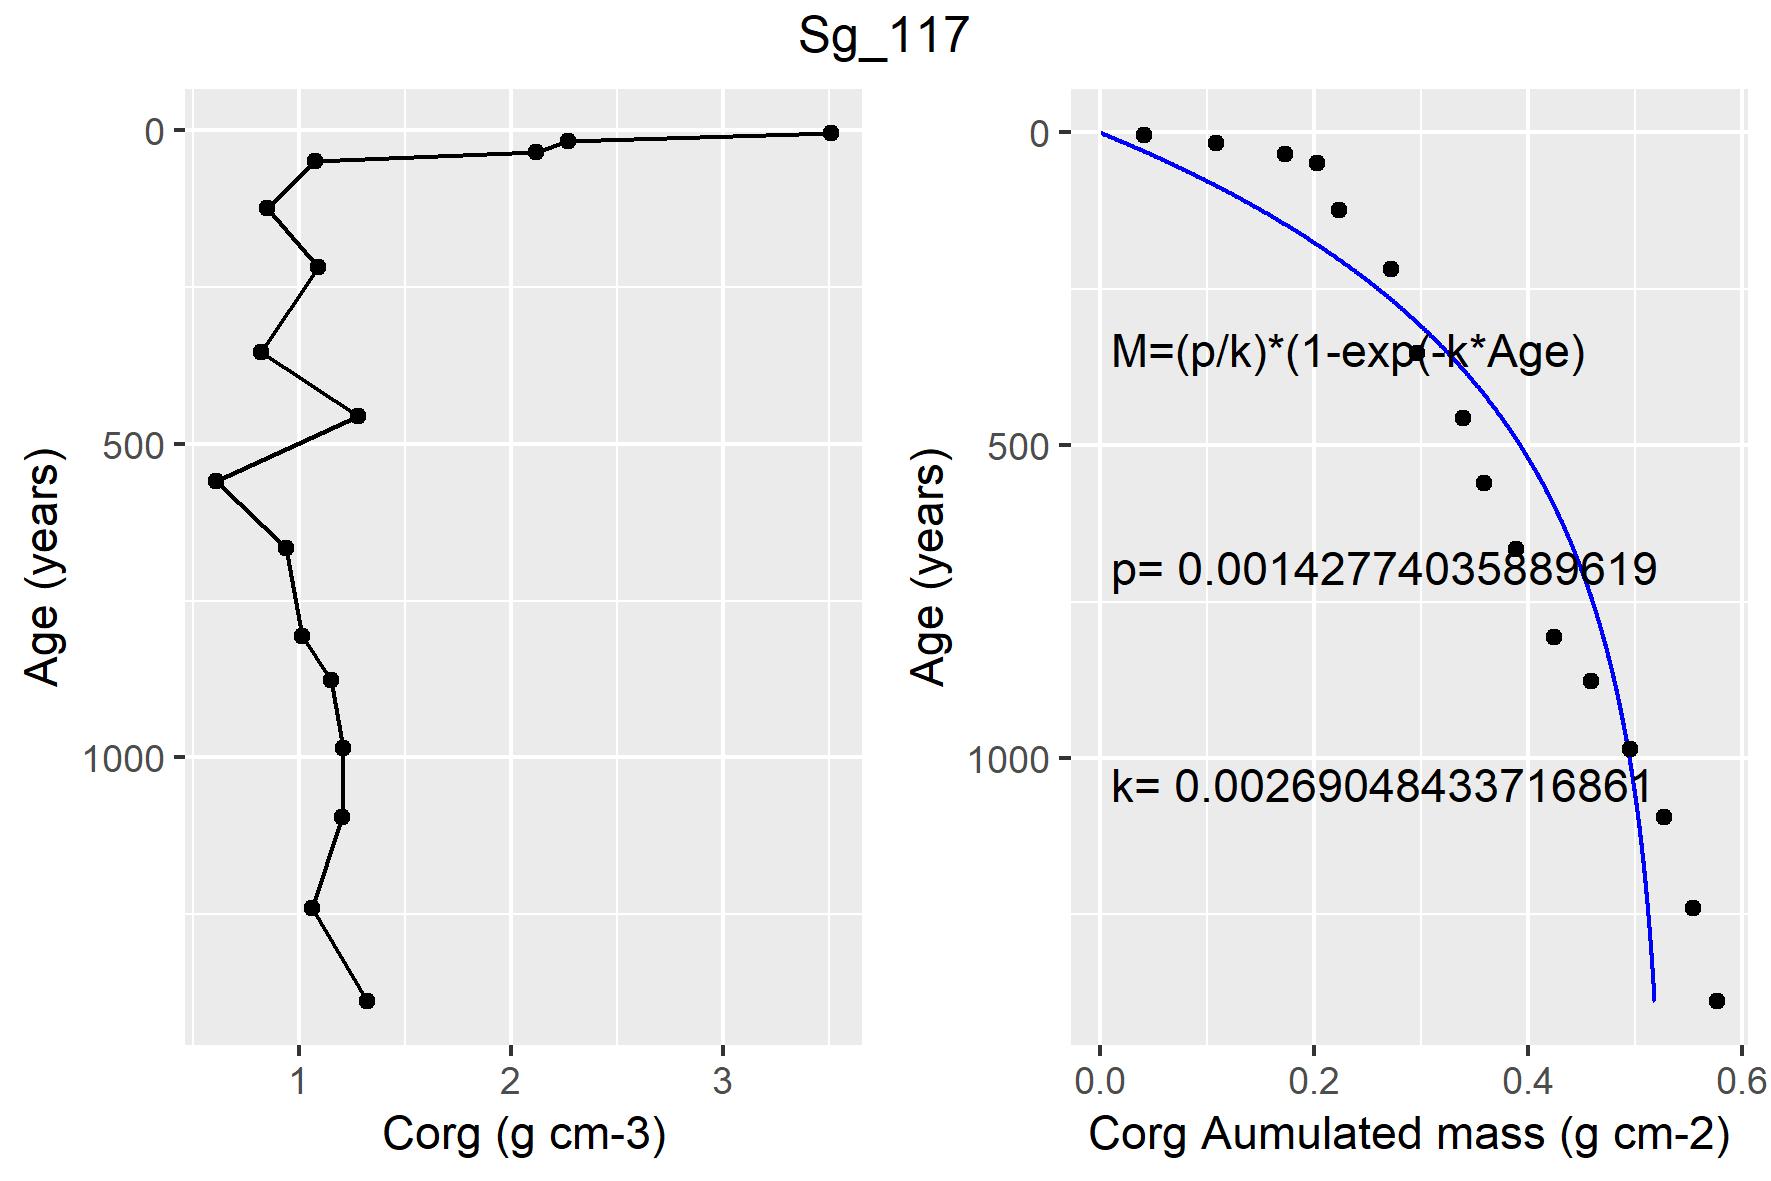 Sg_117
0
500
1000
Age (years)
1
2
3
Corg (g cm-3)
0
500
1000
Age (years)
M=(p/k)*(1-exp(-k*Age)
p= 0.00142774035889619
k= 0.00269048433716861
0.0
0.2
0.4
0.6
Corg Aumulated mass (g cm-2)